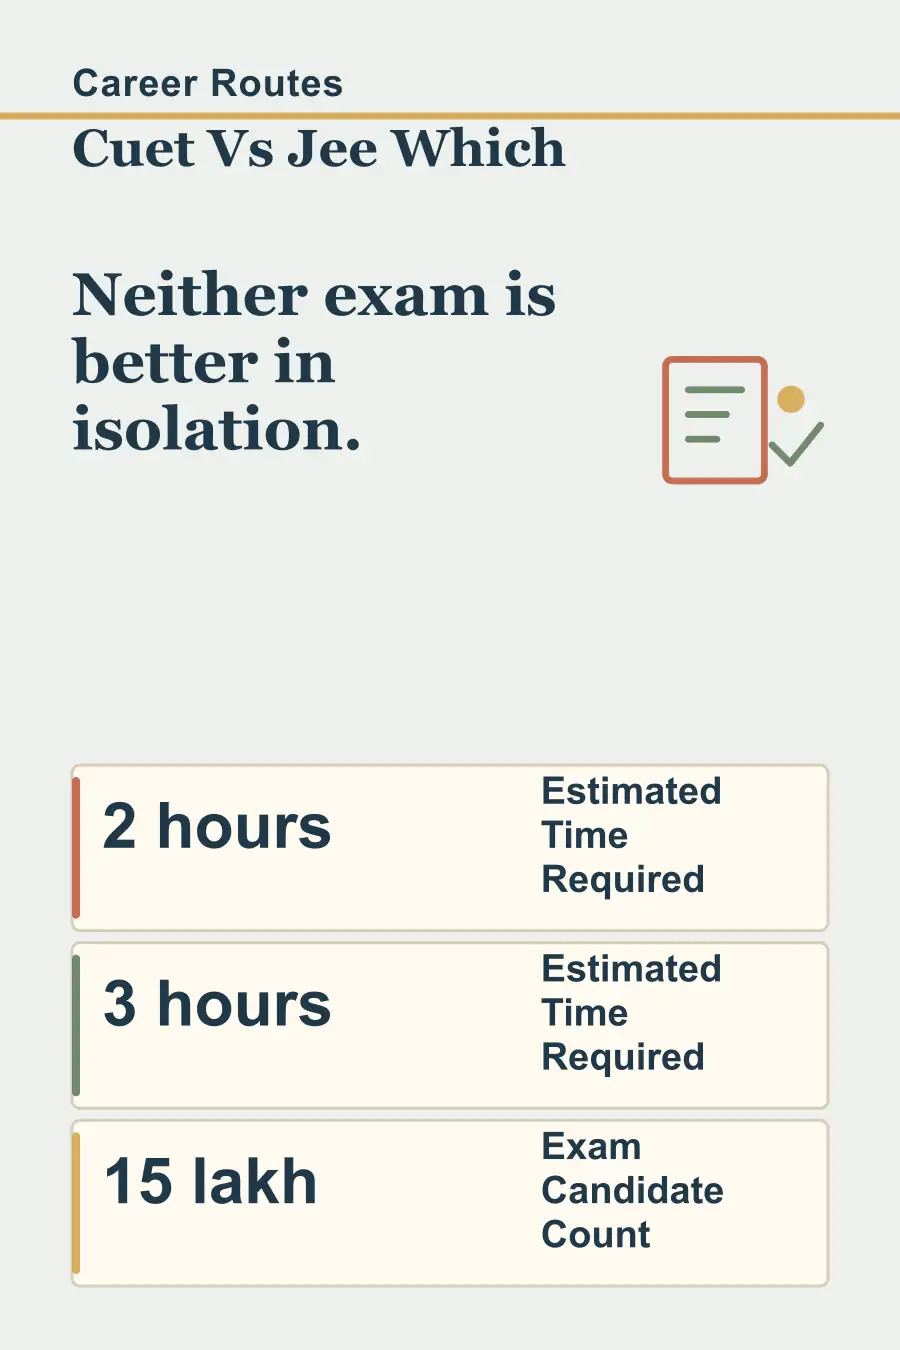 Career Routes
Cuet Vs Jee Which
Neither exam is
better in
isolation.
2 hours
Estimated
Time
Required
3 hours
Estimated
Time
Required
15 lakh
Exam
Candidate
Count